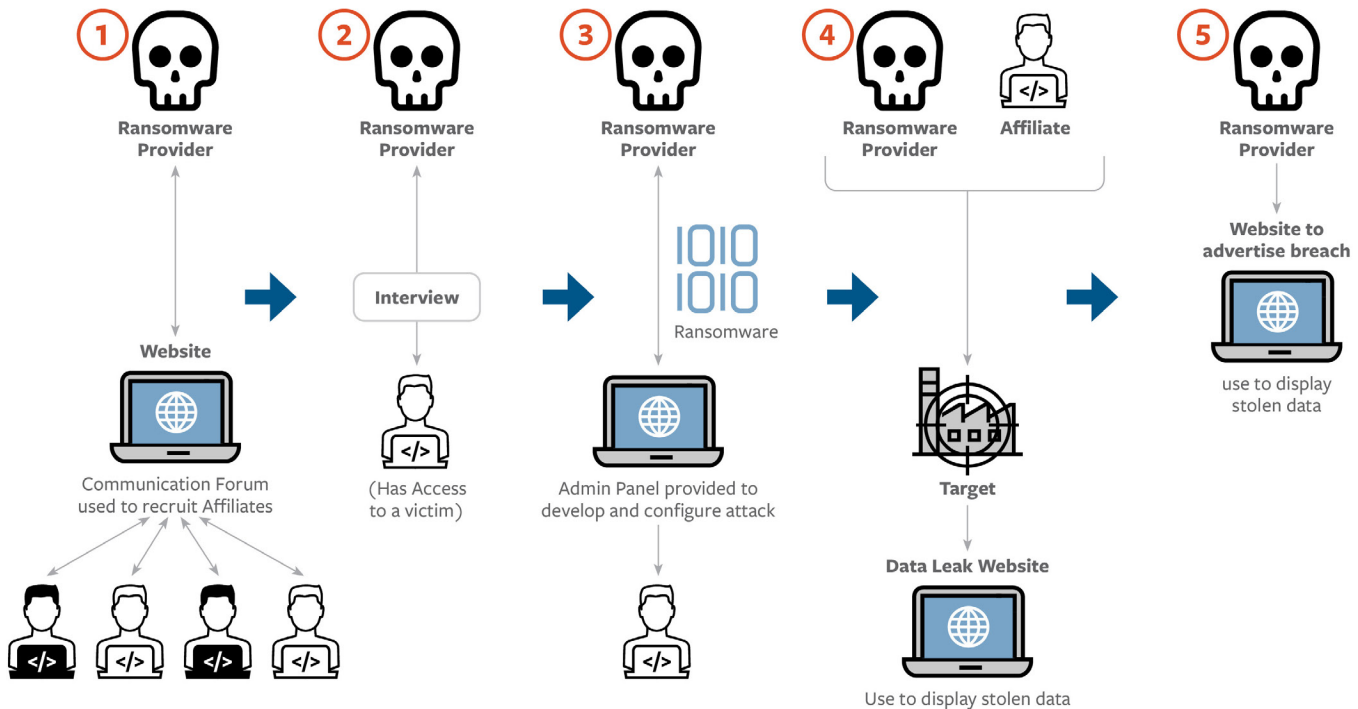 1
Ransomware
Provider
Website
</>
Communication Forum
used to recruit Affiliates
</>
</>
</>
</>
2
Ransomware
Provider
Interview
</>
(Has Access
to a victim)
3
Ransomware
Provider
1010
1010
Ransomware
Admin Panel provided to
develop and configure attack
</>
4
Ransomware
Provider
</>
Affiliate
Target
Data Leak Website
Use to display stolen data
5
Ransomware
Provider
Website to
advertise breach
use to display
stolen data